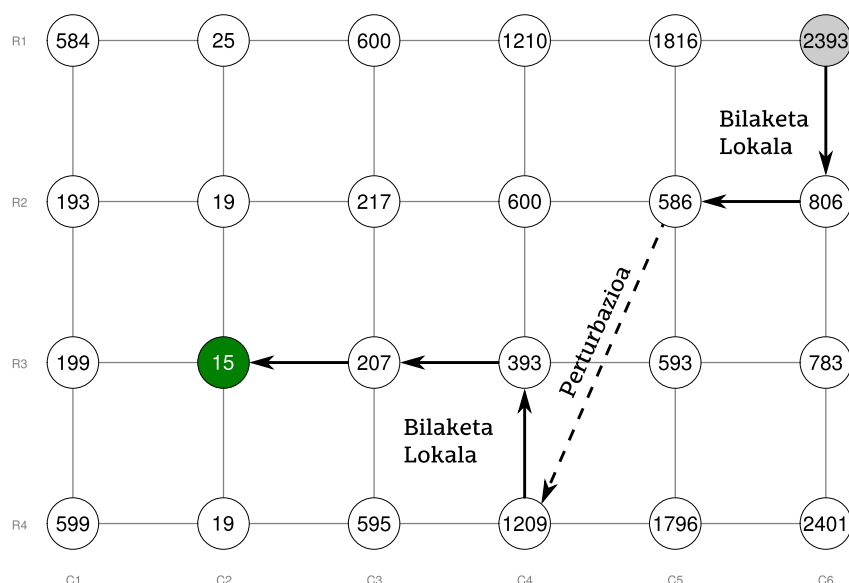 R1 584 25 600 1210 1816 2393
Bilaketa
Lokala
R2 193 19 217 600 586 806
Perturbazioa
R3 199 15 207 393 593 783
Bilaketa
Lokala
R4 599 19 595 1209 1796 2401
C1 C2 C3 C4 C5 C6